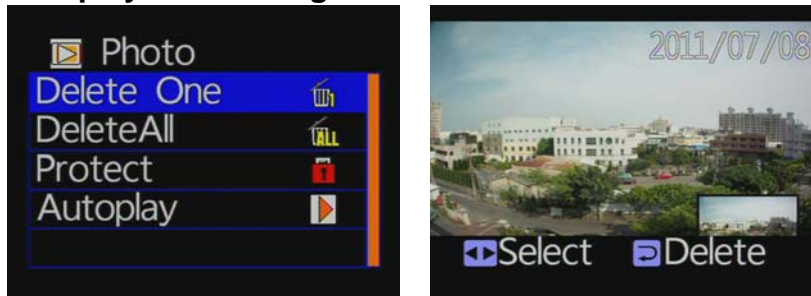 Photo
Delete One
DeleteAll
Protect
Autoplay
2011/07/08
Select Delete